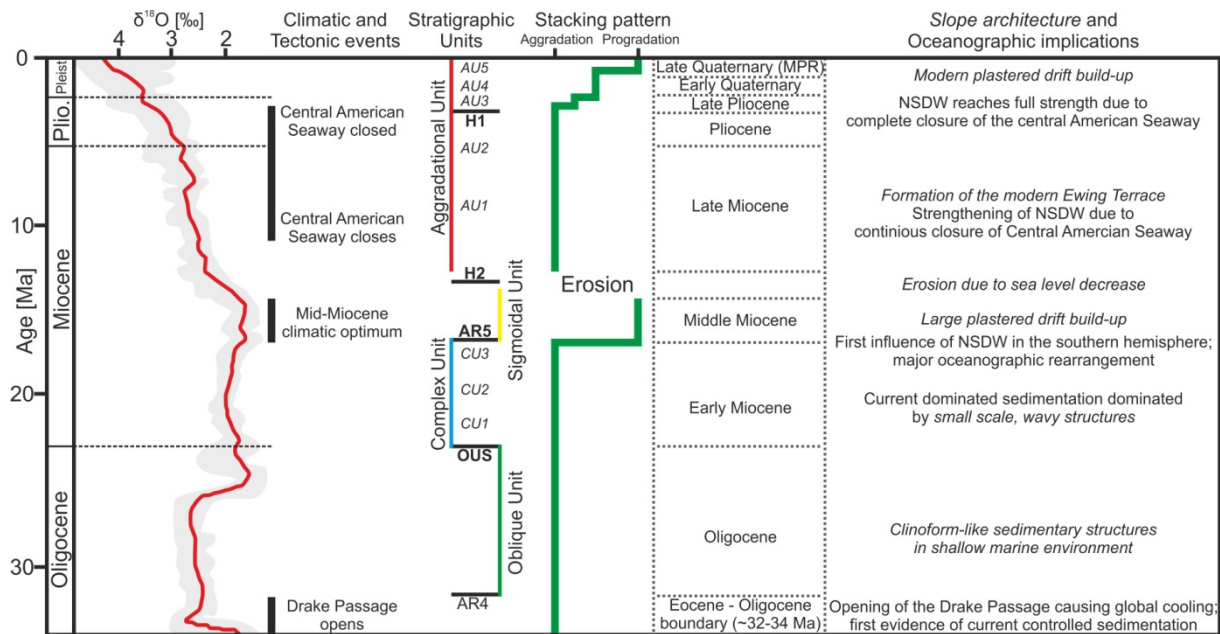 δ¹⁸O [‰]
4 3 2
Climatic and
Tectonic events
Stratigraphic
Units
Stacking pattern
Aggradation Progradation
Slope architecture and
Oceanographic implications
Age [Ma]
0
10
20
30
Pleist
Plio.
Miocene
Oligocene
Central American
Seaway closed
Central American
Seaway closes
Mid-Miocene
climatic optimum
Drake Passage
opens
Aggradational Unit
AU5
AU4
AU3
H1
AU2
AU1
H2
Sigmoidal Unit
AR5
Complex Unit
CU3
CU2
CU1
OUS
Oblique Unit
AR4
Erosion
Late Quaternary (MPR)
Early Quaternary
Late Pliocene
Pliocene
Late Miocene
Middle Miocene
Early Miocene
Oligocene
Eocene - Oligocene
boundary (~32-34 Ma)
Modern plastered drift build-up
NSDW reaches full strength due to
complete closure of the central American Seaway
Formation of the modern Ewing Terrace
Strengthening of NSDW due to
continious closure of Central Amercian Seaway
Erosion due to sea level decrease
Large plastered drift build-up
First influence of NSDW in the southern hemisphere;
major oceanographic rearrangement
Current dominated sedimentation dominated
by small scale, wavy structures
Clinoform-like sedimentary structures
in shallow marine environment
Opening of the Drake Passage causing global cooling;
first evidence of current controlled sedimentation